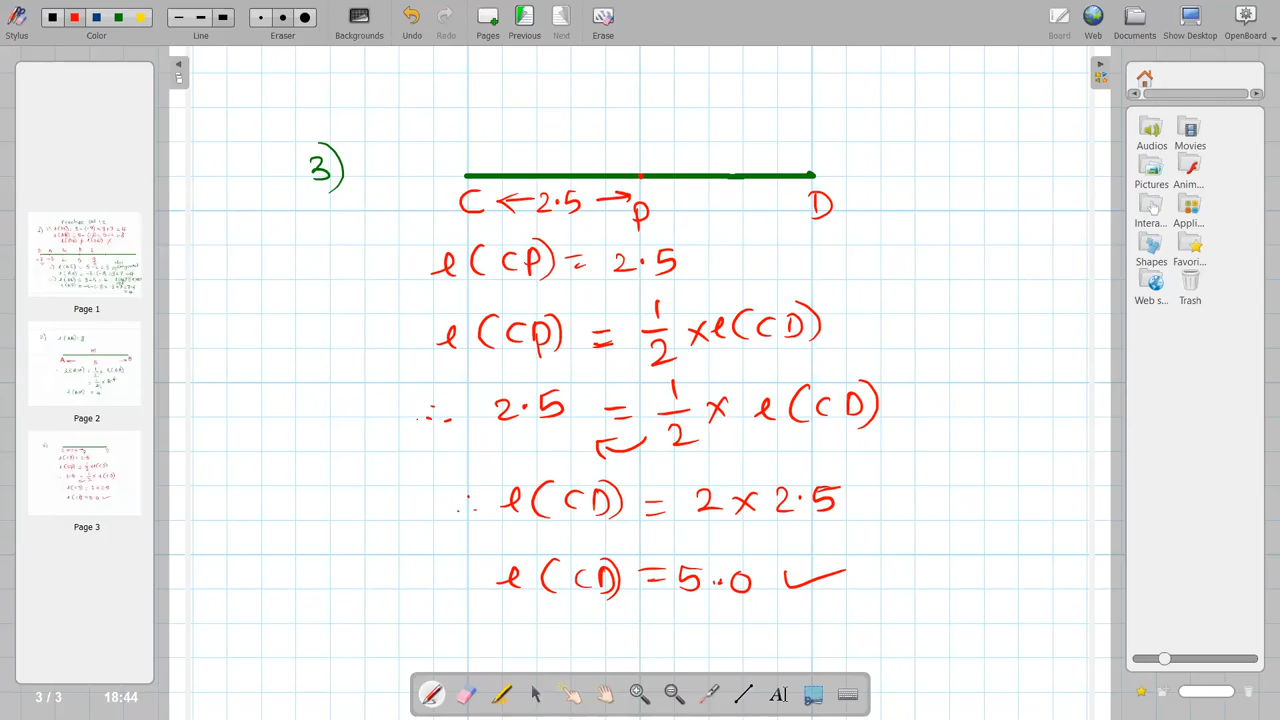 Stylus
Color
Line
Eraser
Backgrounds
Undo
Redo
Pages
Previous
Next
Erase
Board
Web
Documents
Show Desktop
OpenBoard
3)
C ← 2.5 → P D
l(CP) = 2.5
l(CP) = 1/2 × l(CD)
∴ 2.5 = 1/2 × l(CD)
∴ l(CD) = 2 × 2.5
l(CD) = 5..0 ✓
Page 1
Page 2
Page 3
3 / 3 18:44
Audios
Movies
Pictures
Anim...
Intera...
Appli...
Shapes
Favori...
Web s...
Trash
AI